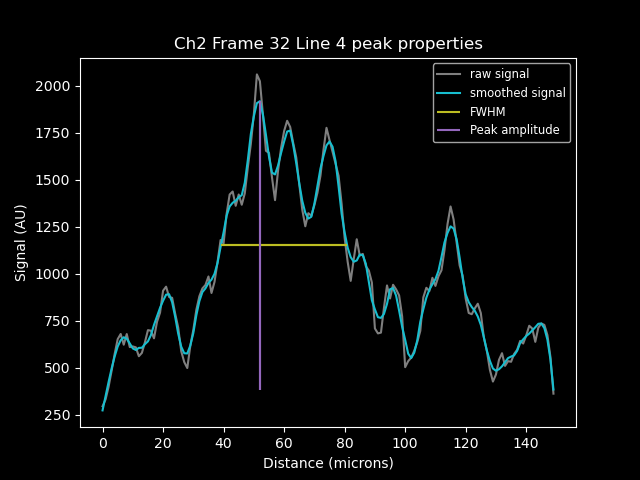 Ch2 Frame 32 Line 4 peak properties
raw signal
smoothed signal
FWHM
Peak amplitude
Signal (AU)
2000
1750
1500
1250
1000
750
500
250
0 20 40 60 80 100 120 140
Distance (microns)